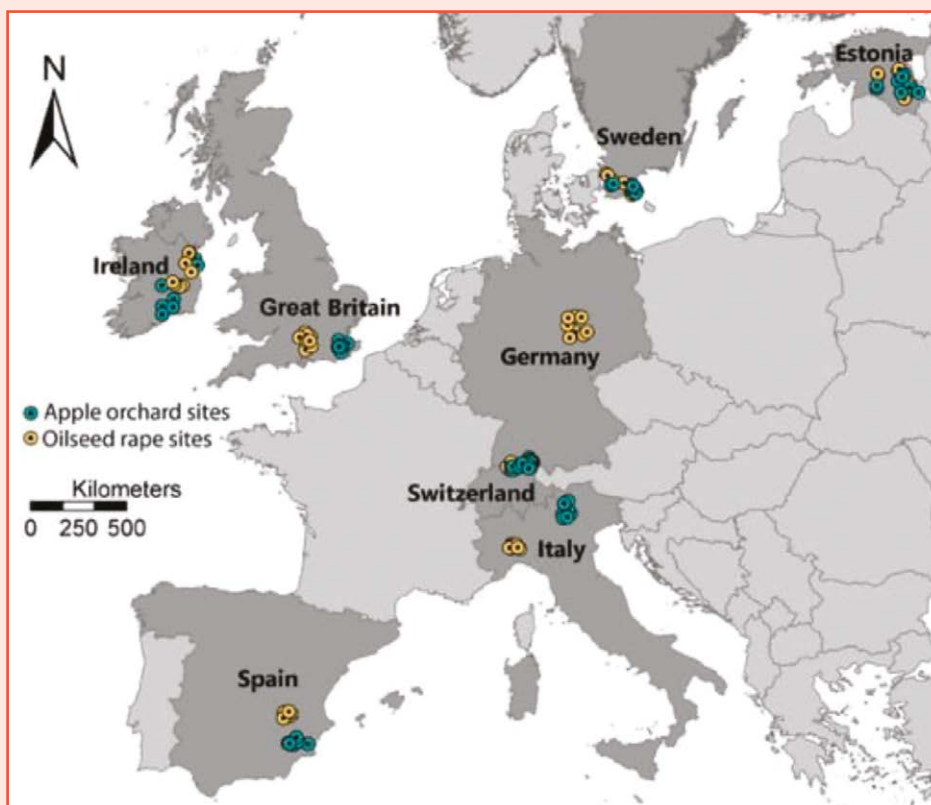 N
Estonia
Sweden
Ireland
Great Britain
Germany
Apple orchard sites
Oilseed rape sites
Switzerland
Kilometers
0 250 500
Italy
Spain